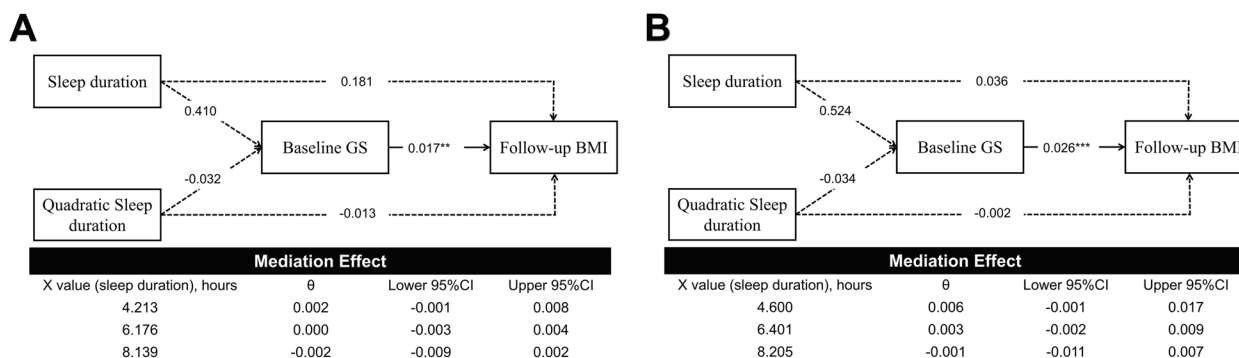 A
Sleep duration
0.181
0.410
Baseline GS
0.017**
Follow-up BMI
-0.032
Quadratic Sleep
duration
-0.013
Mediation Effect
X value (sleep duration), hours θ Lower 95%CI Upper 95%CI
4.213 0.002 -0.001 0.008
6.176 0.000 -0.003 0.004
8.139 -0.002 -0.009 0.002
B
Sleep duration
0.036
0.524
Baseline GS
0.026***
Follow-up BMI
-0.034
Quadratic Sleep
duration
-0.002
Mediation Effect
X value (sleep duration), hours θ Lower 95%CI Upper 95%CI
4.600 0.006 -0.001 0.017
6.401 0.003 -0.002 0.009
8.205 -0.001 -0.011 0.007